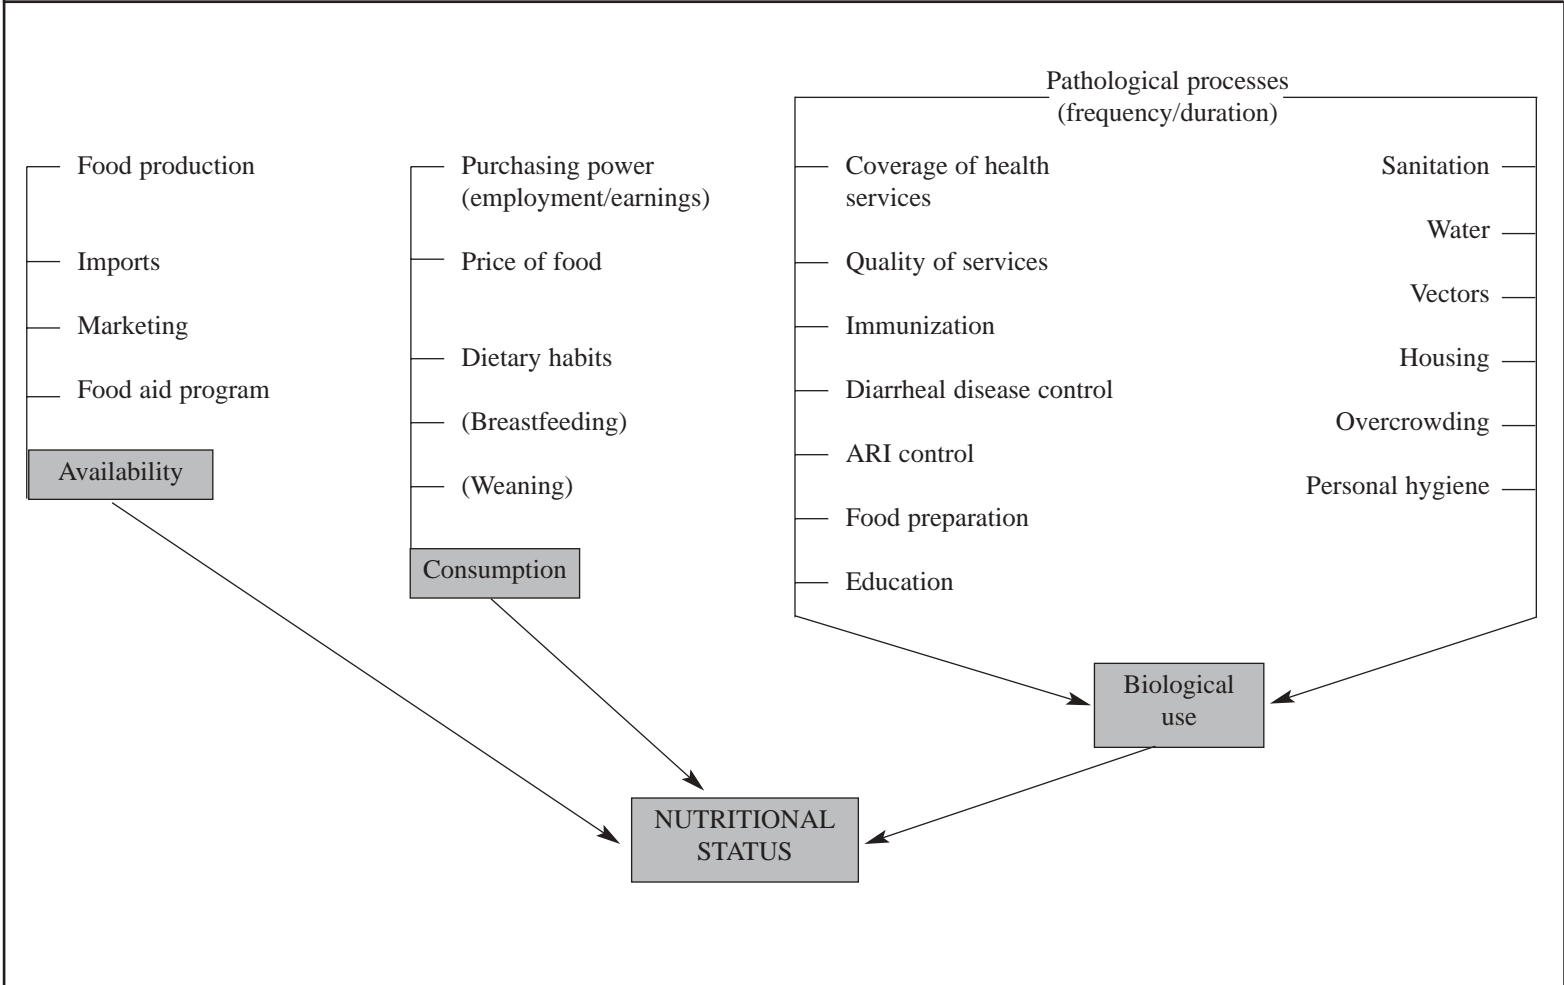 Pathological processes
(frequency/duration)
Food production
Imports
Marketing
Food aid program
Availability
Purchasing power
(employment/earnings)
Price of food
Dietary habits
(Breastfeeding)
(Weaning)
Consumption
Coverage of health
services
Quality of services
Immunization
Diarrheal disease control
ARI control
Food preparation
Education
Sanitation
Water
Vectors
Housing
Overcrowding
Personal hygiene
Biological
use
NUTRITIONAL
STATUS